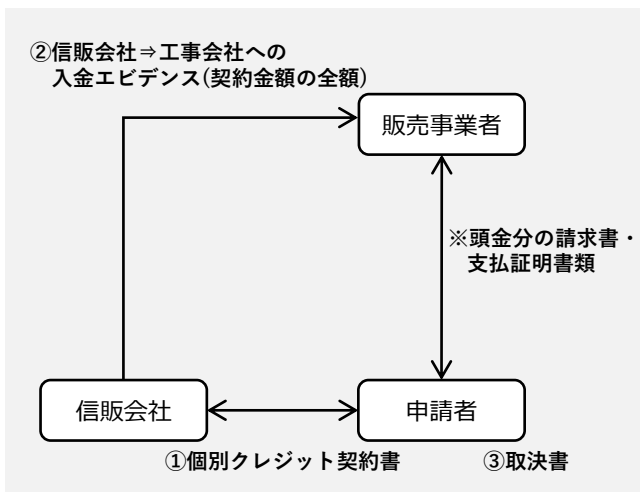 ②信販会社⇒工事会社への
入金エビデンス(契約金額の全額)
販売事業者
※頭金分の請求書・
支払証明書類
信販会社
申請者
①個別クレジット契約書
③取決書